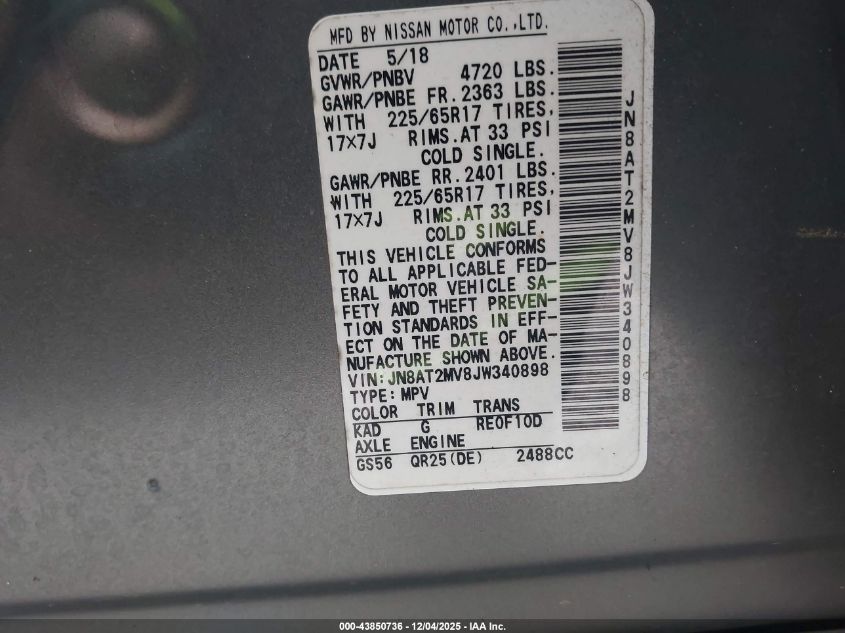 MFD BY NISSAN MOTOR CO.,LTD.
DATE 5/18
GVWR/PNBV 4720 LBS.
GAWR/PNBE FR. 2363 LBS.
WITH 225/65R17 TIRES,
17×7J RIMS.AT 33 PSI
COLD SINGLE.
GAWR/PNBE RR. 2401 LBS.
WITH 225/65R17 TIRES,
17×7J RIMS.AT 33 PSI
COLD SINGLE.
THIS VEHICLE CONFORMS
TO ALL APPLICABLE FED-
ERAL MOTOR VEHICLE SA-
FETY AND THEFT PREVEN-
TION STANDARDS IN EFF-
ECT ON THE DATE OF MA-
NUFACTURE SHOWN ABOVE.
VIN:JN8AT2MV8JW340898
TYPE:MPV
COLOR TRIM TRANS
KAD G RE0F10D
AXLE ENGINE
GS56 QR25(DE) 2488CC
JN8AT2MV8JW340898
000-43850736 - 12/04/2025 - IAA Inc.